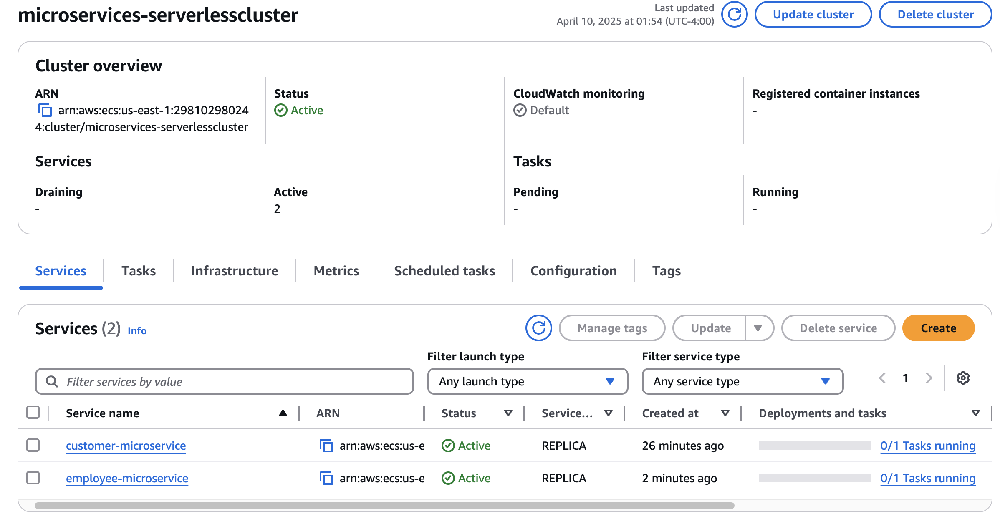 microservices-serverlesscluster
Last updated
April 10, 2025 at 01:54 (UTC-4:00)
Update cluster
Delete cluster
Cluster overview
ARN
arn:aws:ecs:us-east-1:29810298024
4:cluster/microservices-serverlesscluster
Status
Active
CloudWatch monitoring
Default
Registered container instances
-
Services
Tasks
Draining
-
Active
2
Pending
-
Running
-
Services
Tasks
Infrastructure
Metrics
Scheduled tasks
Configuration
Tags
Services (2) Info
Manage tags
Update
Delete service
Create
Filter launch type
Filter service type
Filter services by value
Any launch type
Any service type
1
Service name ARN Status Service... Created at Deployments and tasks
customer-microservice arn:aws:ecs:us-e Active REPLICA 26 minutes ago 0/1 Tasks running
employee-microservice arn:aws:ecs:us-e Active REPLICA 2 minutes ago 0/1 Tasks running